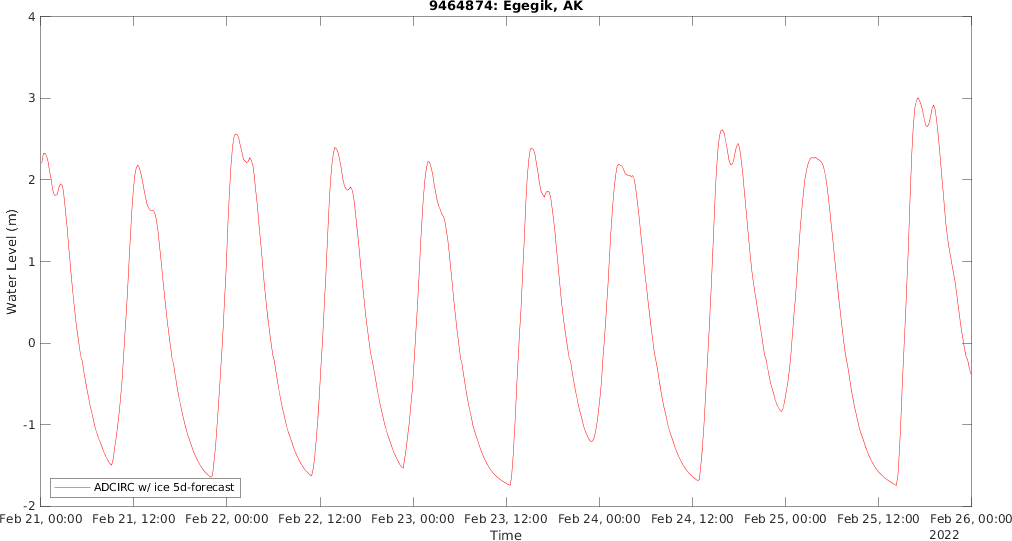 9464874: Egegik, AK
Water Level (m)
4
3
2
1
0
-1
-2
ADCIRC w/ ice 5d-forecast
Feb 21, 00:00 Feb 21, 12:00 Feb 22, 00:00 Feb 22, 12:00 Feb 23, 00:00 Feb 23, 12:00 Feb 24, 00:00 Feb 24, 12:00 Feb 25, 00:00 Feb 25, 12:00 Feb 26, 00:00
Time
2022